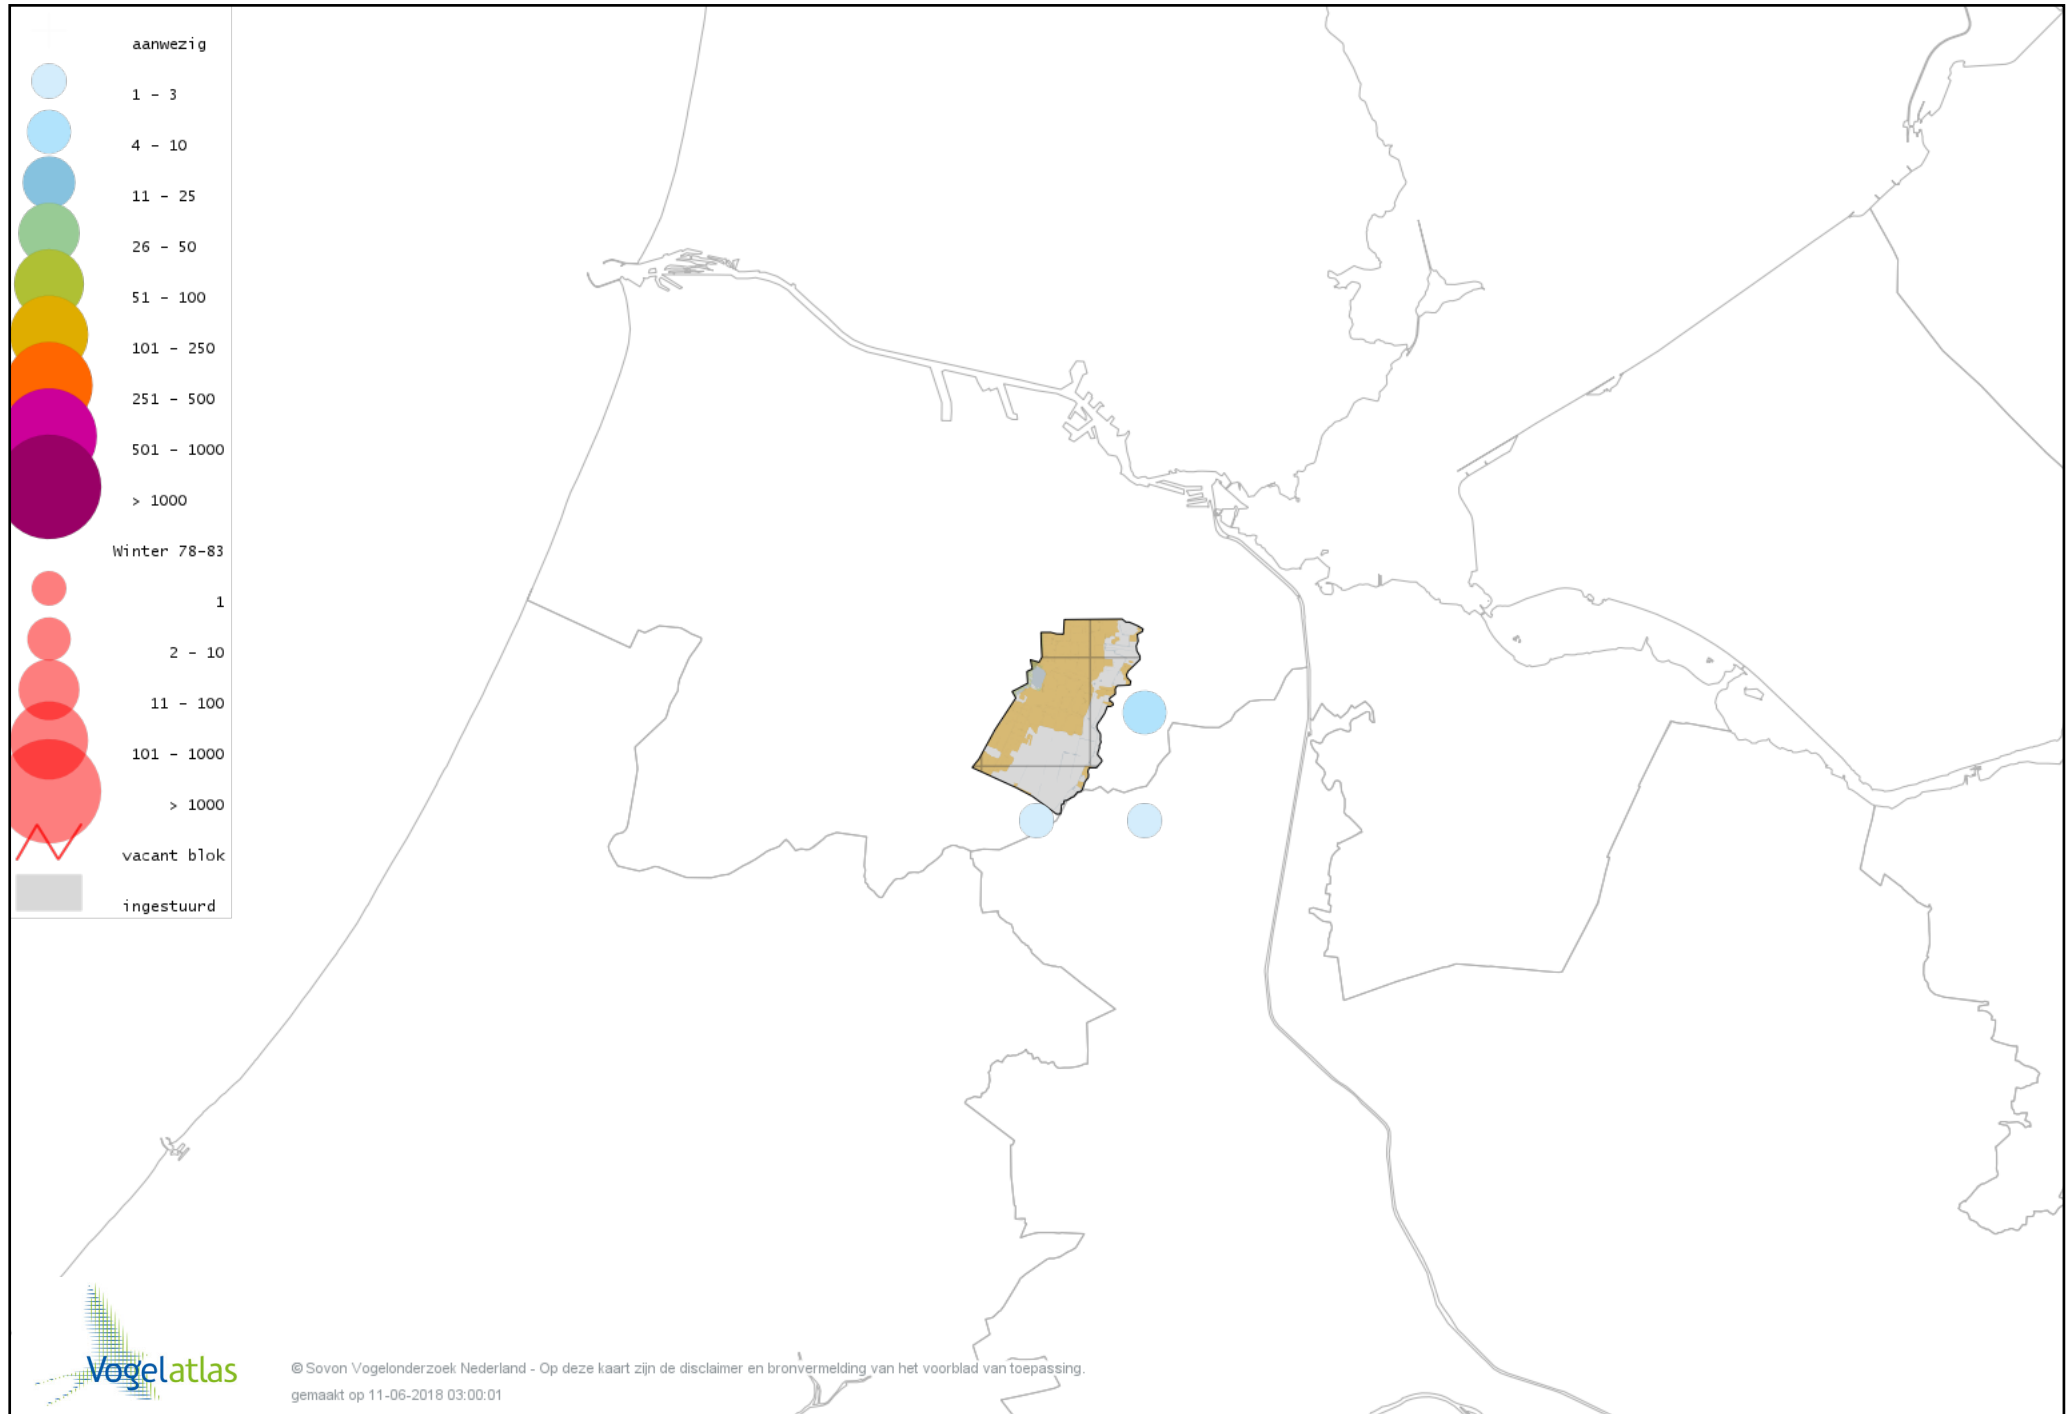 aanwezig
1 - 3
4 - 10
11 - 25
26 - 50
51 - 100
101 - 250
251 - 500
501 - 1000
> 1000
Winter 78-83
1
2 - 10
11 - 100
101 - 1000
> 1000
vacant blok
ingestuurd
Vogelatlas
© Sovon Vogelonderzoek Nederland - Op deze kaart zijn de disclaimer en bronvermelding van het voorblad van toepassing.
gemaakt op 11-06-2018 03:00:01